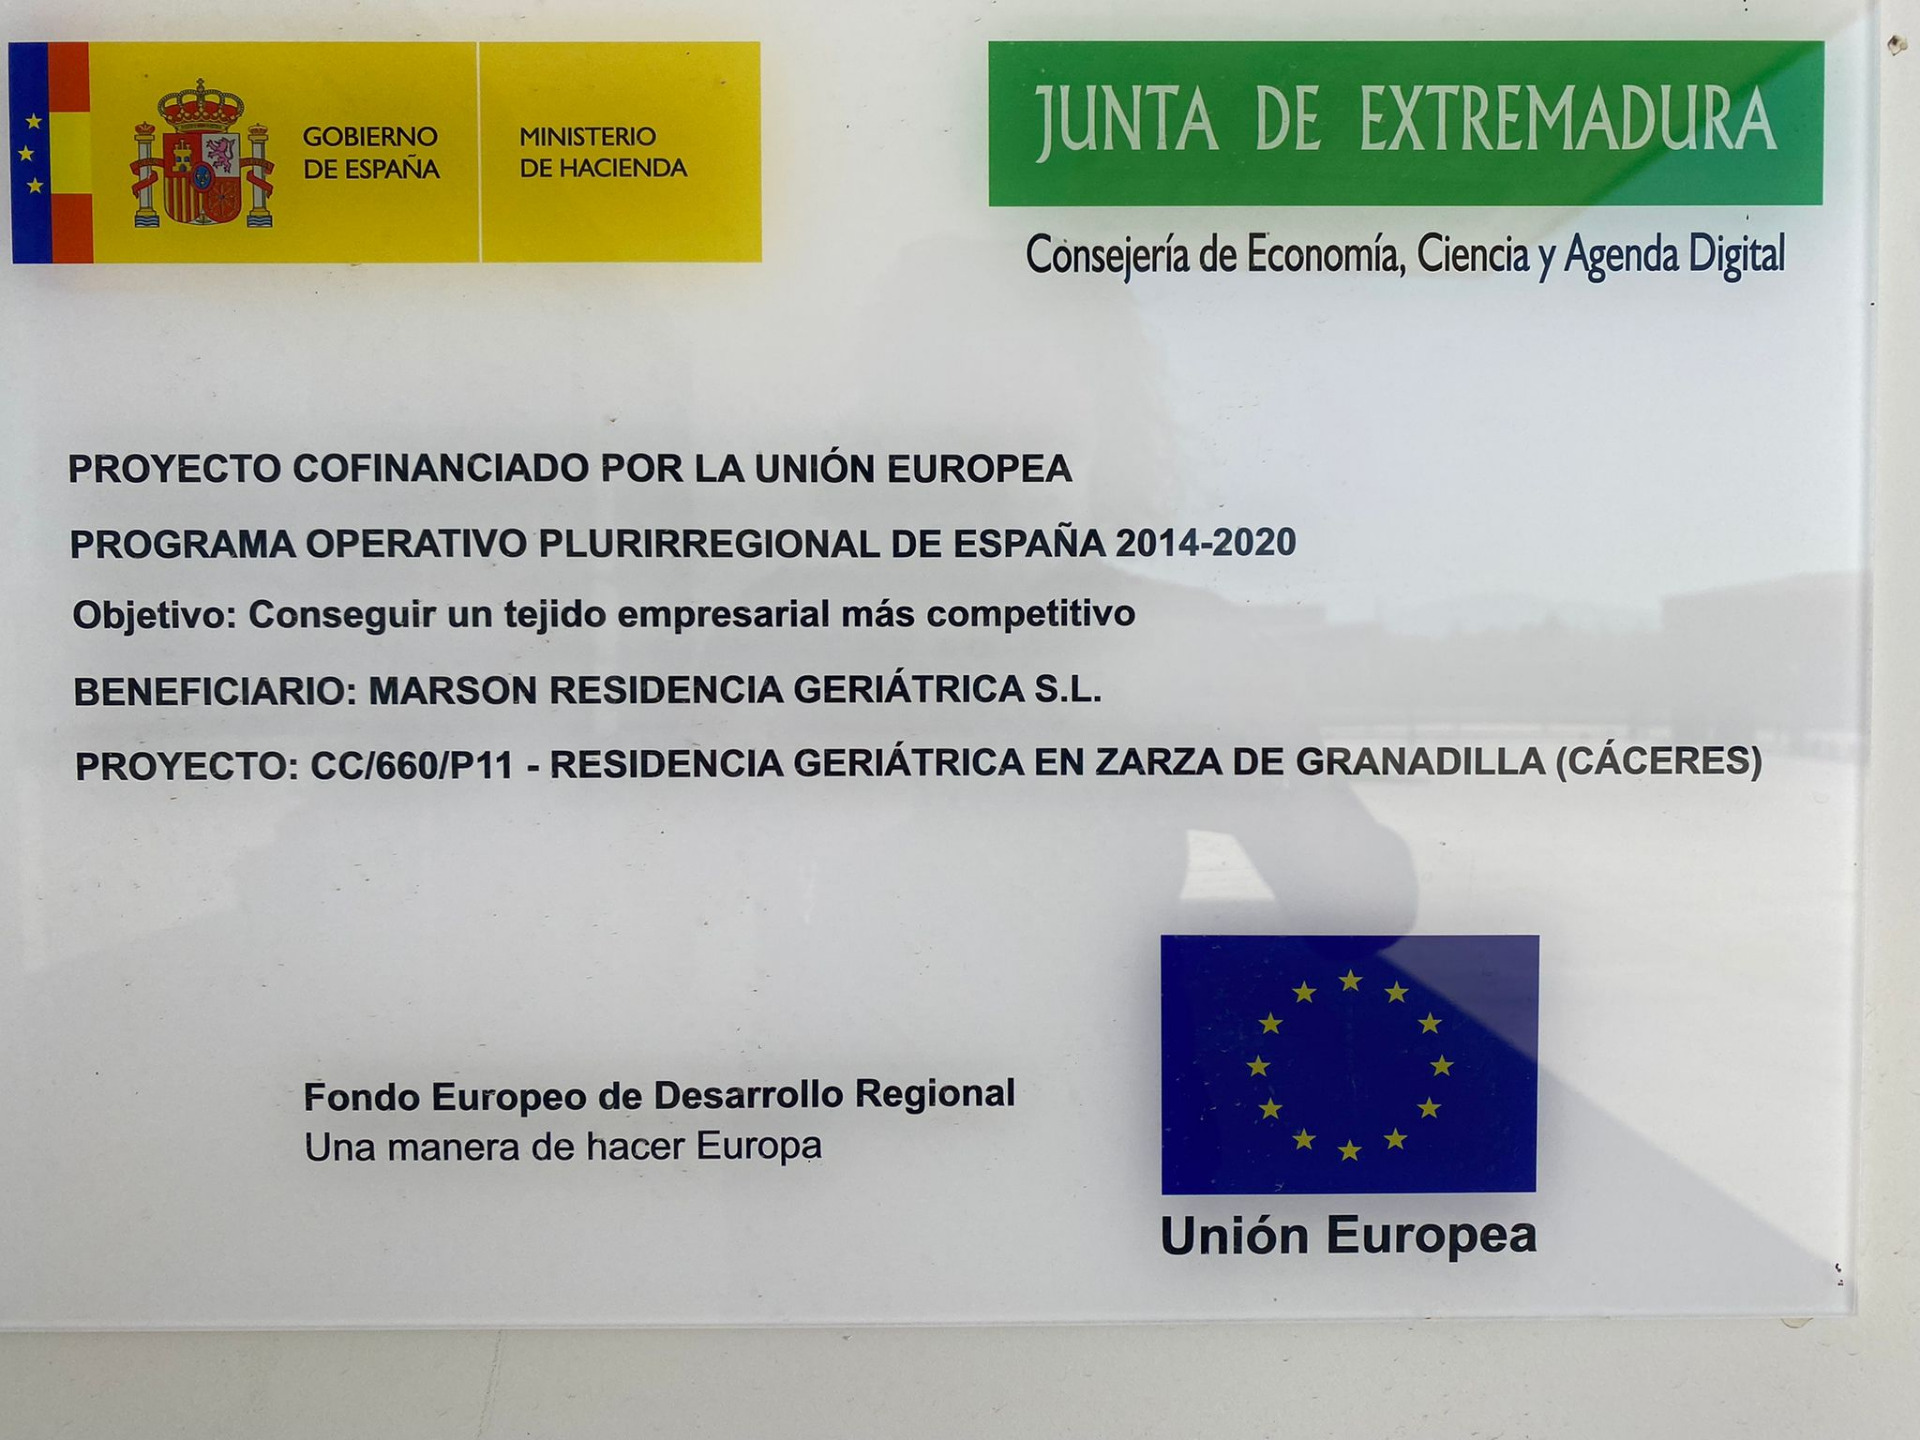 GOBIERNO
DE ESPAÑA
MINISTERIO
DE HACIENDA
JUNTA DE EXTREMADURA
Consejería de Economía, Ciencia y Agenda Digital
PROYECTO COFINANCIADO POR LA UNIÓN EUROPEA
PROGRAMA OPERATIVO PLURIRREGIONAL DE ESPAÑA 2014-2020
Objetivo: Conseguir un tejido empresarial más competitivo
BENEFICIARIO: MARSON RESIDENCIA GERIÁTRICA S.L.
PROYECTO: CC/660/P11 - RESIDENCIA GERIÁTRICA EN ZARZA DE GRANADILLA (CÁCERES)
Fondo Europeo de Desarrollo Regional
Una manera de hacer Europa
Unión Europea